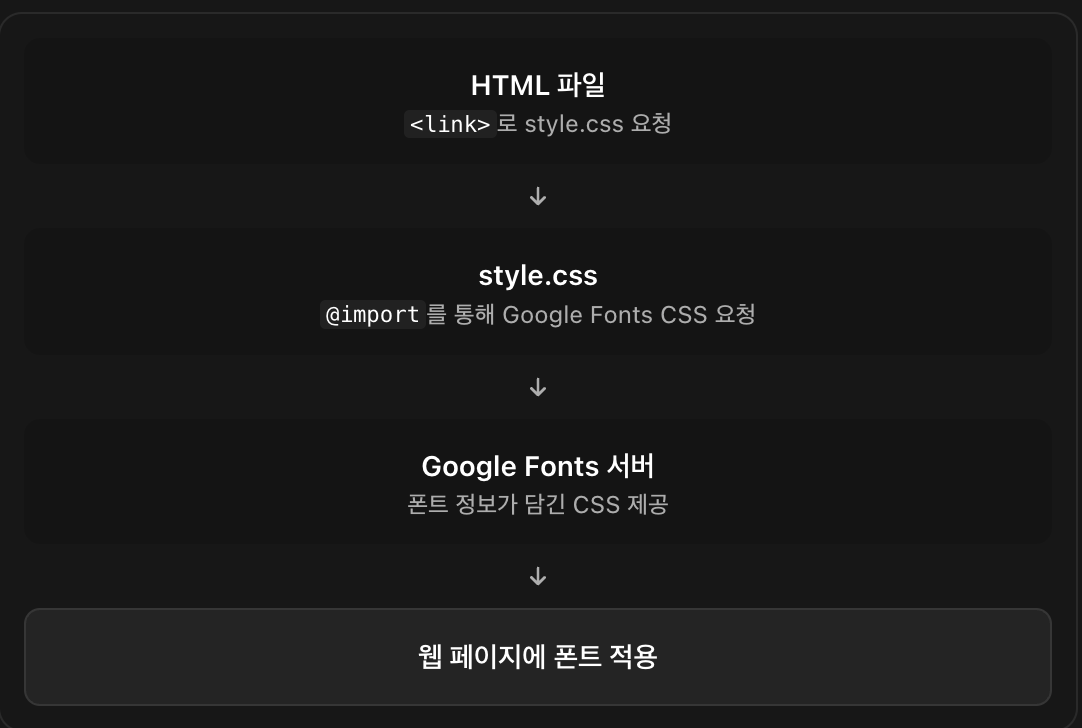 HTML 파일
<link>로 style.css 요청
↓
style.css
@import를 통해 Google Fonts CSS 요청
↓
Google Fonts 서버
폰트 정보가 담긴 CSS 제공
↓
웹 페이지에 폰트 적용